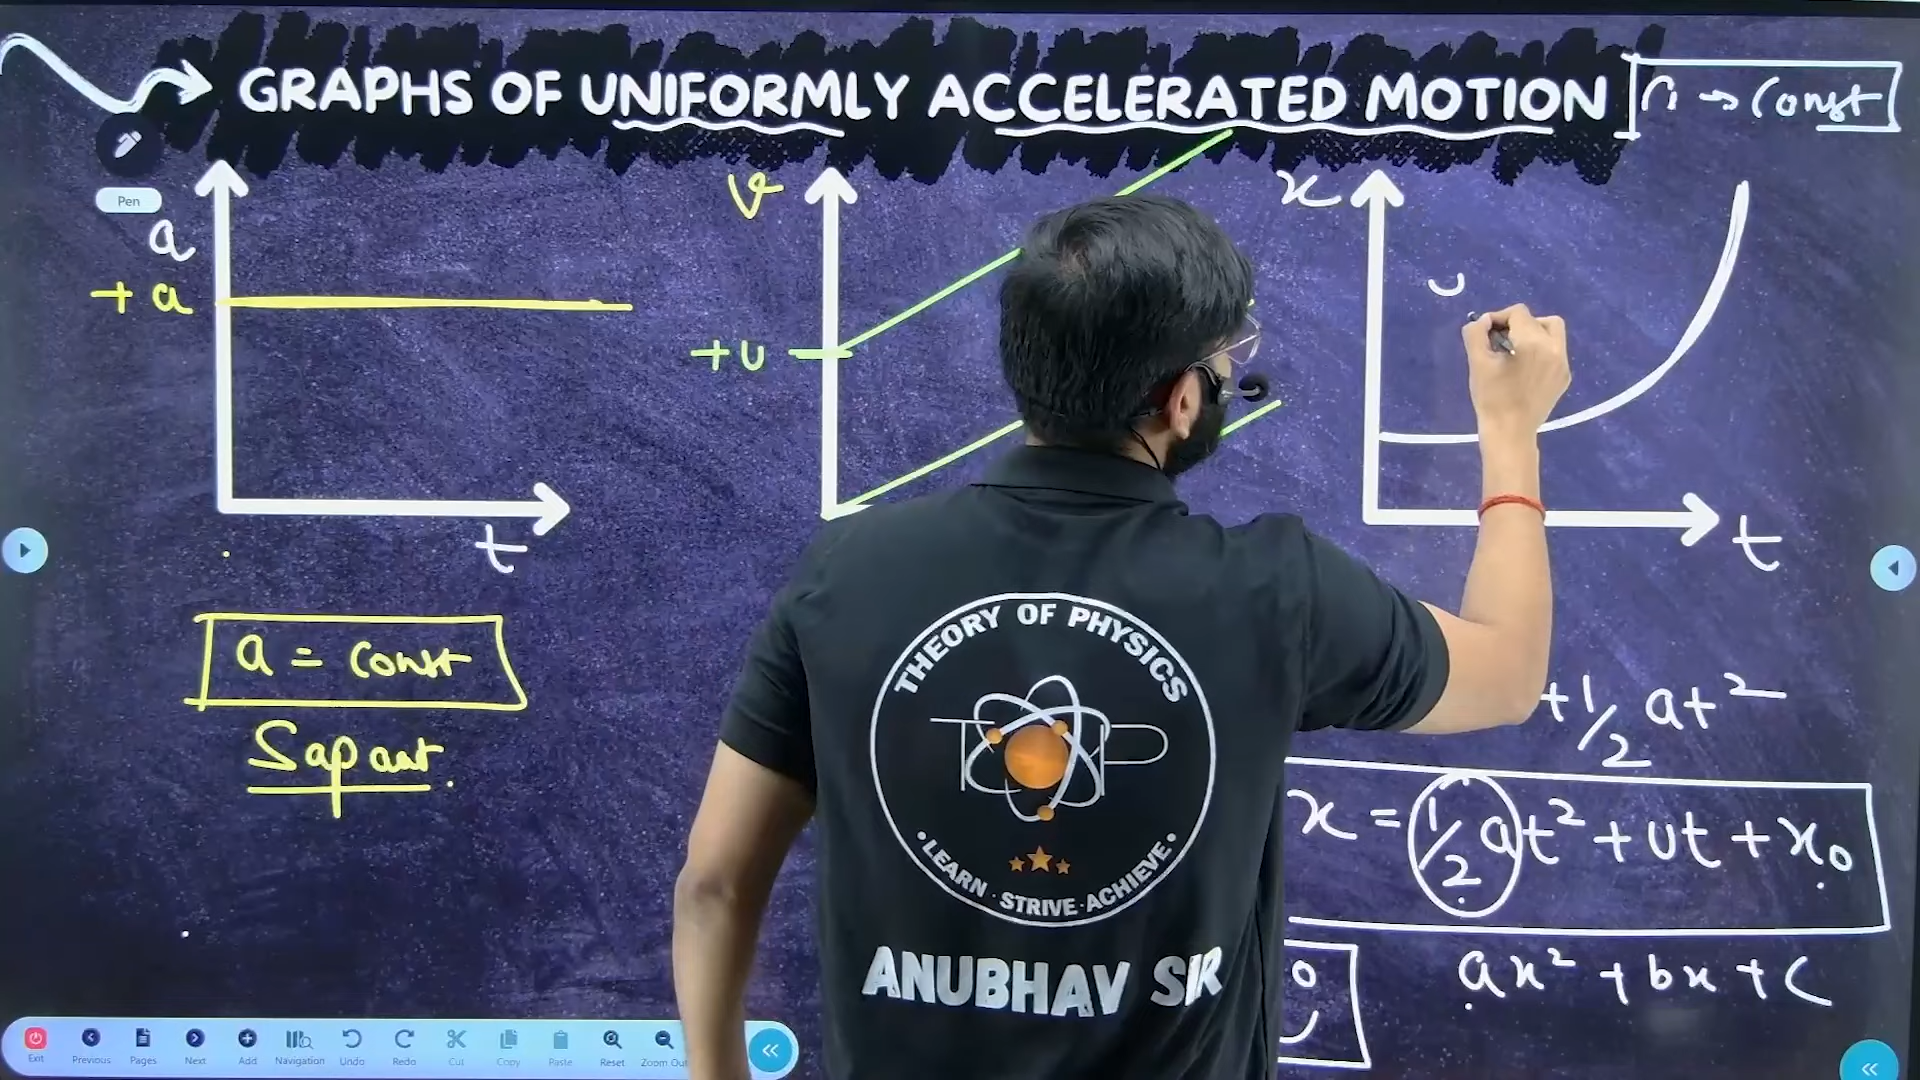 GRAPHS OF UNIFORMLY ACCELERATED MOTION
→ Const
Pen
a
+ a
t
v
+ u
x
u
t
a = const
Sapaat.
+ 1/2 at²
x = 1/2 at² + ut + x₀
ax² + bx + c
THEORY OF PHYSICS
• LEARN · STRIVE · ACHIEVE •
ANUBHAV SIR
Exit Previous Pages Next Add Navigation Undo Redo Cut Copy Paste Reset Zoom Out